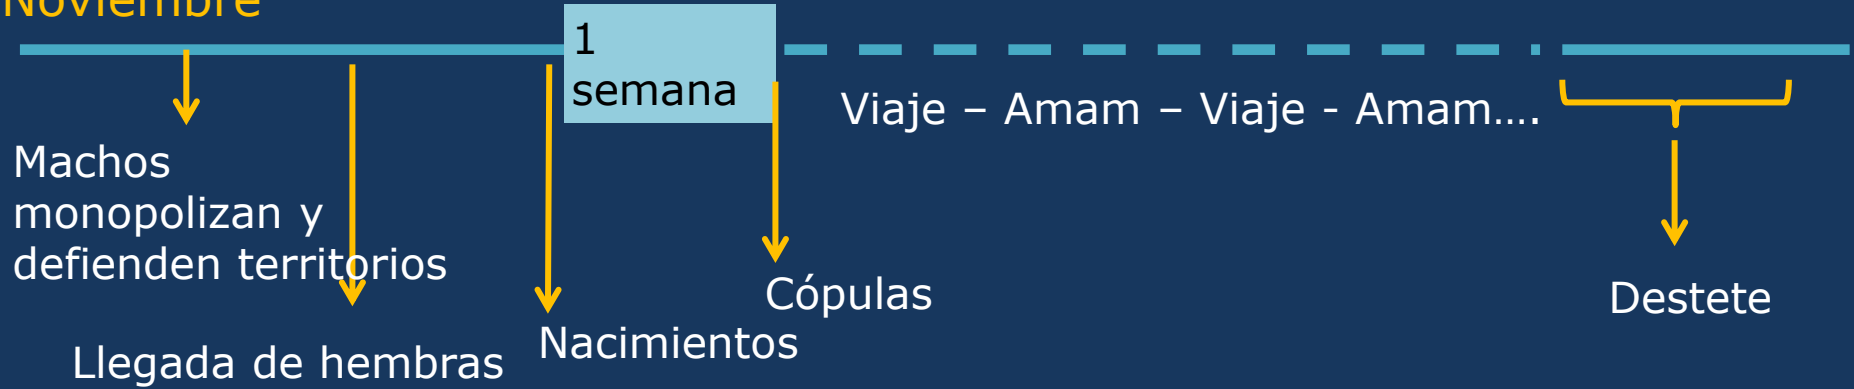 Noviembre
1
semana
Viaje – Amam – Viaje - Amam….
Machos
monopolizan y
defienden territorios
Cópulas
Destete
Nacimientos
Llegada de hembras